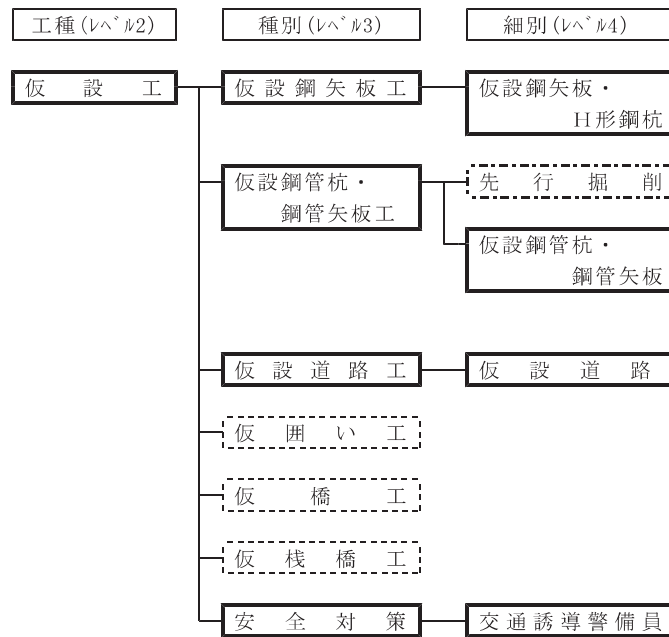 工種(ﾚﾍﾞﾙ2)
種別(ﾚﾍﾞﾙ3)
細別(ﾚﾍﾞﾙ4)
仮設工
仮設鋼矢板工
仮設鋼矢板・
Ｈ形鋼杭
仮設鋼管杭・
鋼管矢板工
先行掘削
仮設鋼管杭・
鋼管矢板
仮設道路工
仮設道路
仮囲い工
仮橋工
仮桟橋工
安全対策
交通誘導警備員